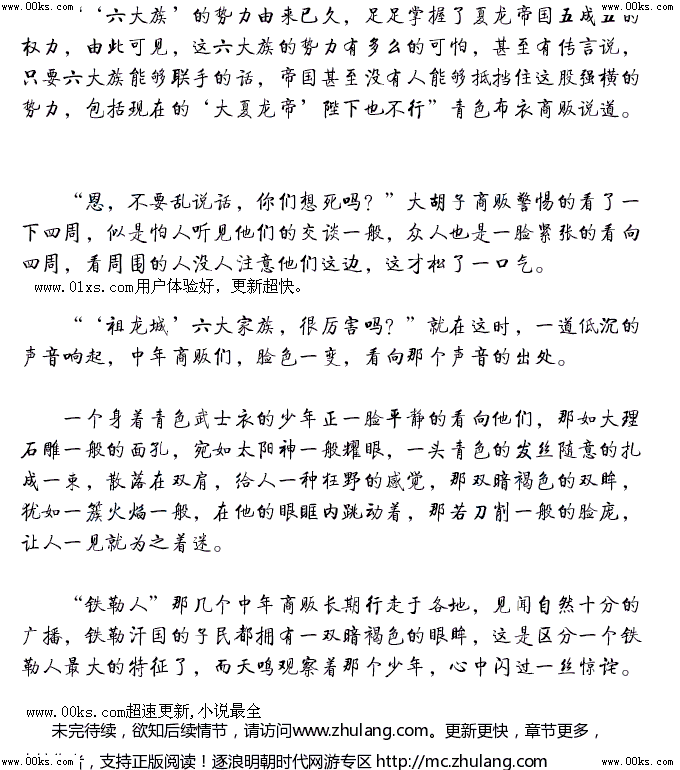 www.00ks.com www.00ks.com
‘六大族’的势力由来已久，足足掌握了夏龙帝国五成五的
权力，由此可见，这六大族的势力有多么的可怕，甚至有传言说，
只要六大族能够联手的话，帝国甚至没有人能够抵挡住这股强横的
势力，包括现在的‘大夏龙帝’陛下也不行”青色布衣商贩说道。
“恩，不要乱说话，你们想死吗？”大胡子商贩警惕的看了一
下四周，似是怕人听见他们的交谈一般，众人也是一脸紧张的看向
四周，看周围的人没人注意他们这边，这才松了一口气。
www.01xs.com用户体验好，更新超快。
“‘祖龙城’六大家族，很厉害吗？”就在这时，一道低沉的
声音响起，中年商贩们，脸色一变，看向那个声音的出处。
一个身着青色武士衣的少年正一脸平静的看向他们，那如大理
石雕一般的面孔，宛如太阳神一般耀眼，一头青色的发丝随意的扎
成一束，散落在双肩，给人一种狂野的感觉，那双暗褐色的双眸，
犹如一簇火焰一般，在他的眼眶内跳动着，那若刀削一般的脸庞，
让人一见就为之着迷。
“铁勒人”那几个中年商贩长期行走于各地，见闻自然十分的
广播，铁勒汗国的子民都拥有一双暗褐色的眼眸，这是区分一个铁
勒人最大的特征了，而天鸣观察着那个少年，心中闪过一丝惊诧。
www.00ks.com超速更新,小说最全
未完待续，欲知后续情节，请访问www.zhulang.com。更新更快，章节更多，
，支持正版阅读！逐浪明朝时代网游专区 http://mc.zhulang.com
www.00ks.com www.00ks.com